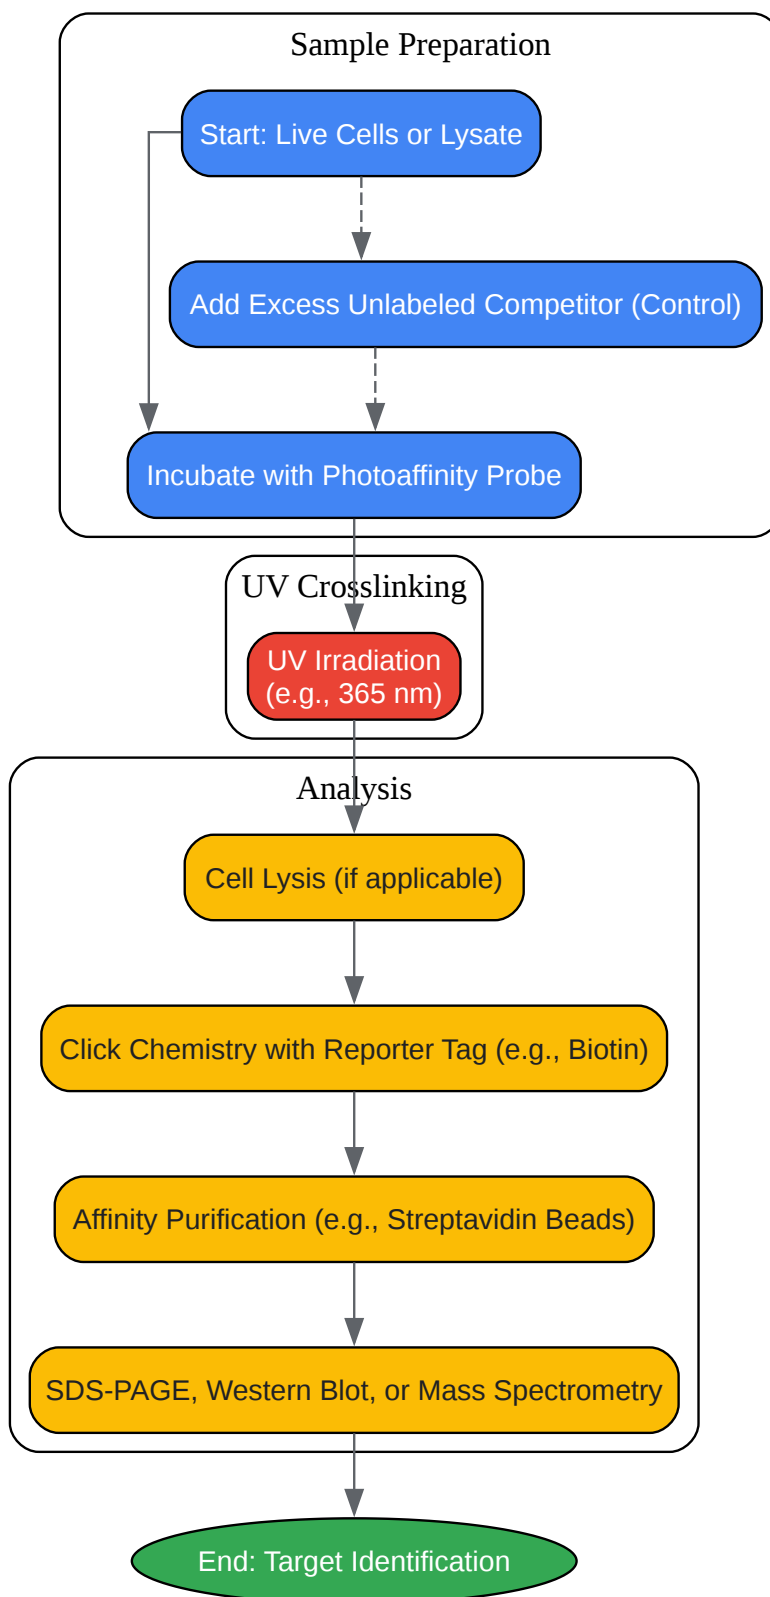 Sample Preparation
Start: Live Cells or Lysate
Add Excess Unlabeled Competitor (Control)
Incubate with Photoaffinity Probe
UV Crosslinking
UV Irradiation
(e.g., 365 nm)
Analysis
Cell Lysis (if applicable)
Click Chemistry with Reporter Tag (e.g., Biotin)
Affinity Purification (e.g., Streptavidin Beads)
SDS-PAGE, Western Blot, or Mass Spectrometry
End: Target Identification